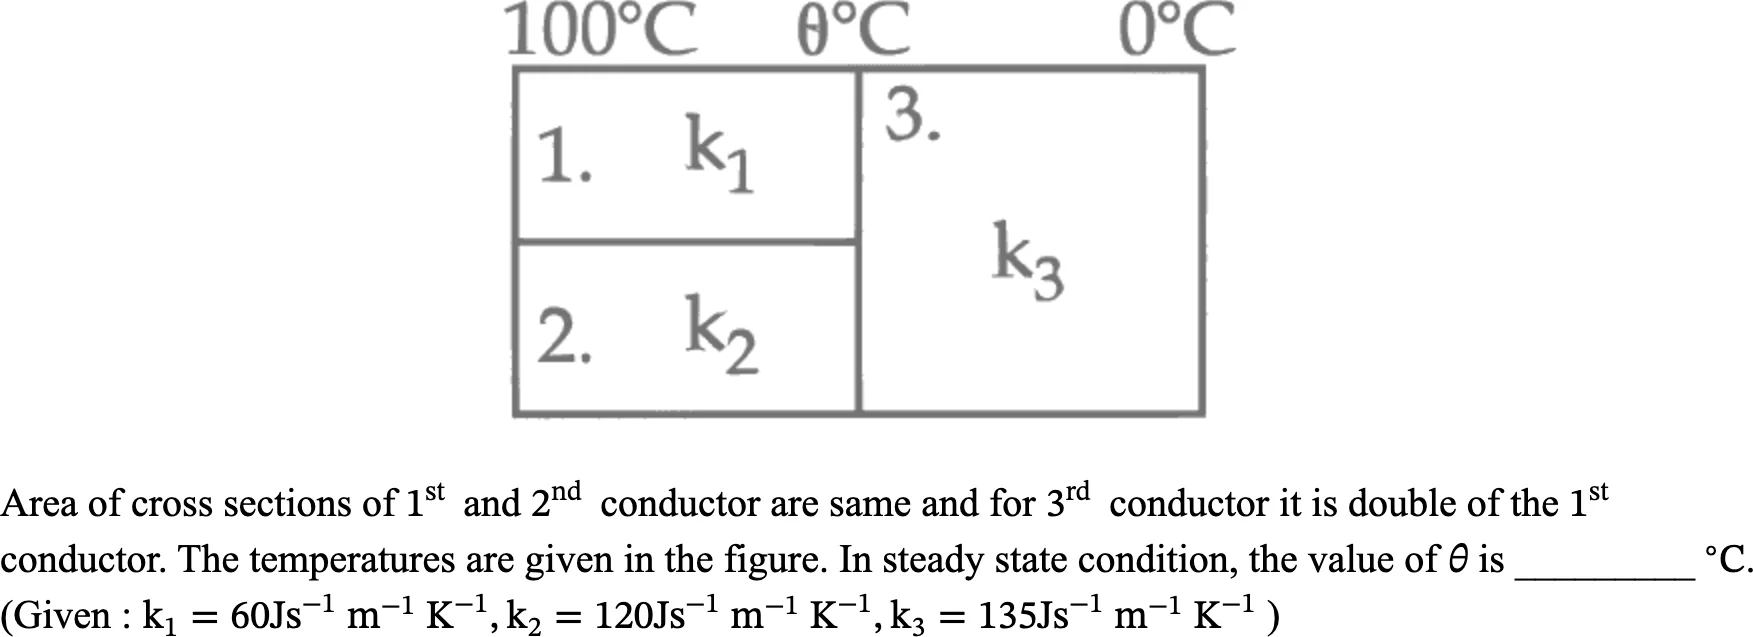 100°C θ°C 0°C
1. k₁ 3.
k₃
2. k₂
Area of cross sections of 1ˢᵗ and 2ⁿᵈ conductor are same and for 3ʳᵈ conductor it is double of the 1ˢᵗ
conductor. The temperatures are given in the figure. In steady state condition, the value of θ is _________ °C.
(Given : k₁ = 60Js⁻¹ m⁻¹ K⁻¹, k₂ = 120Js⁻¹ m⁻¹ K⁻¹, k₃ = 135Js⁻¹ m⁻¹ K⁻¹ )